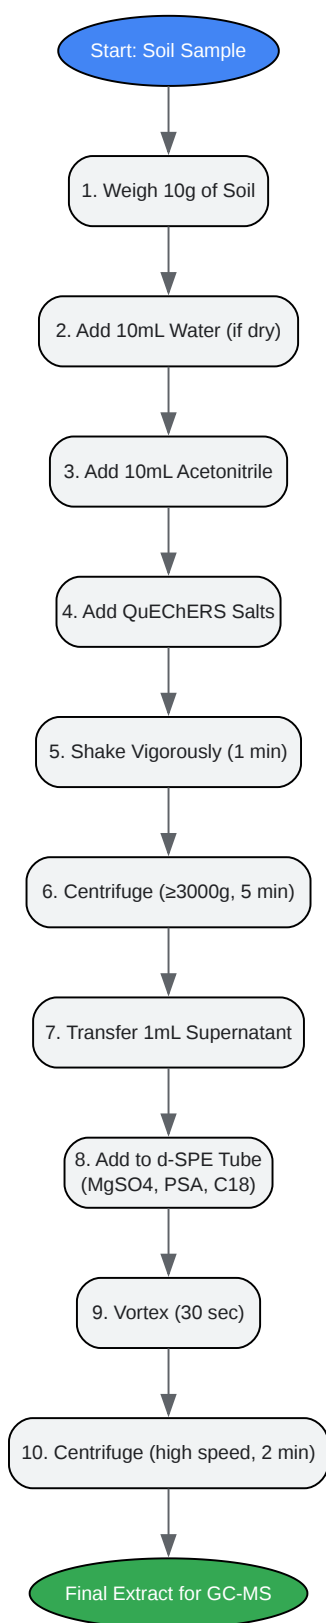 Start: Soil Sample
1. Weigh 10g of Soil
2. Add 10mL Water (if dry)
3. Add 10mL Acetonitrile
4. Add QuEChERS Salts
5. Shake Vigorously (1 min)
6. Centrifuge (≥3000g, 5 min)
7. Transfer 1mL Supernatant
8. Add to d-SPE Tube
(MgSO4, PSA, C18)
9. Vortex (30 sec)
10. Centrifuge (high speed, 2 min)
Final Extract for GC-MS